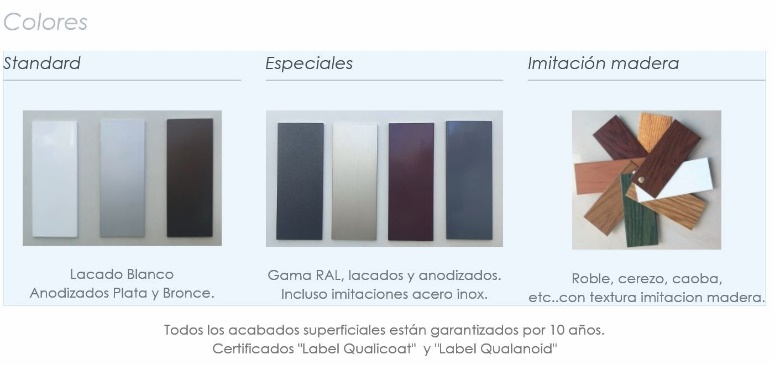 Colores
Standard
Especiales
Imitación madera
Lacado Blanco
Anodizados Plata y Bronce.
Gama RAL, lacados y anodizados.
Incluso imitaciones acero inox.
Roble, cerezo, caoba,
etc..con textura imitacion madera.
Todos los acabados superficiales están garantizados por 10 años.
Certificados "Label Qualicoat"  y "Label Qualanoid"